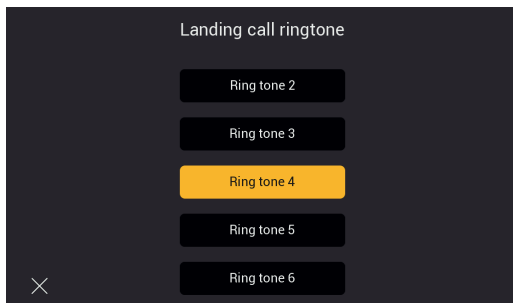 Landing call ringtone
Ring tone 2
Ring tone 3
Ring tone 4
Ring tone 5
Ring tone 6